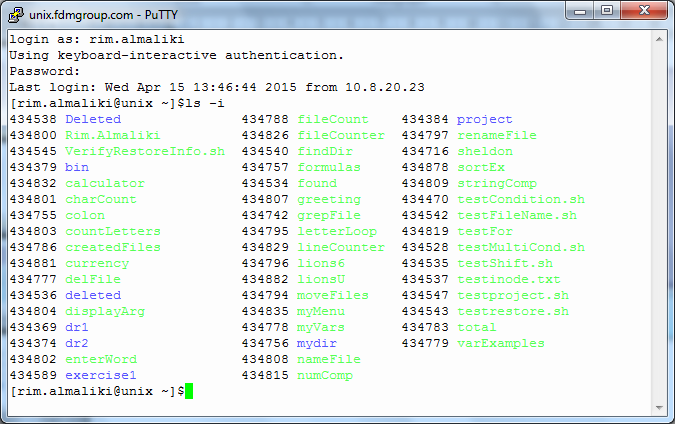 unix.fdmgroup.com - PuTTY
login as: rim.almaliki
Using keyboard-interactive authentication.
Password:
Last login: Wed Apr 15 13:46:44 2015 from 10.8.20.23
[rim.almaliki@unix ~]$ls -i
434538 Deleted 434788 fileCount 434384 project
434800 Rim.Almaliki 434826 fileCounter 434797 renameFile
434545 VerifyRestoreInfo.sh 434540 findDir 434716 sheldon
434379 bin 434757 formulas 434878 sortEx
434832 calculator 434534 found 434809 stringComp
434801 charCount 434807 greeting 434470 testCondition.sh
434755 colon 434742 grepFile 434542 testFileName.sh
434803 countLetters 434795 letterLoop 434819 testFor
434786 createdFiles 434829 lineCounter 434528 testMultiCond.sh
434881 currency 434796 lions6 434535 testShift.sh
434777 delFile 434882 lionsU 434537 testinode.txt
434536 deleted 434794 moveFiles 434547 testproject.sh
434804 displayArg 434835 myMenu 434543 testrestore.sh
434369 dr1 434778 myVars 434783 total
434374 dr2 434756 mydir 434779 varExamples
434802 enterWord 434808 nameFile
434589 exercise1 434815 numComp
[rim.almaliki@unix ~]$